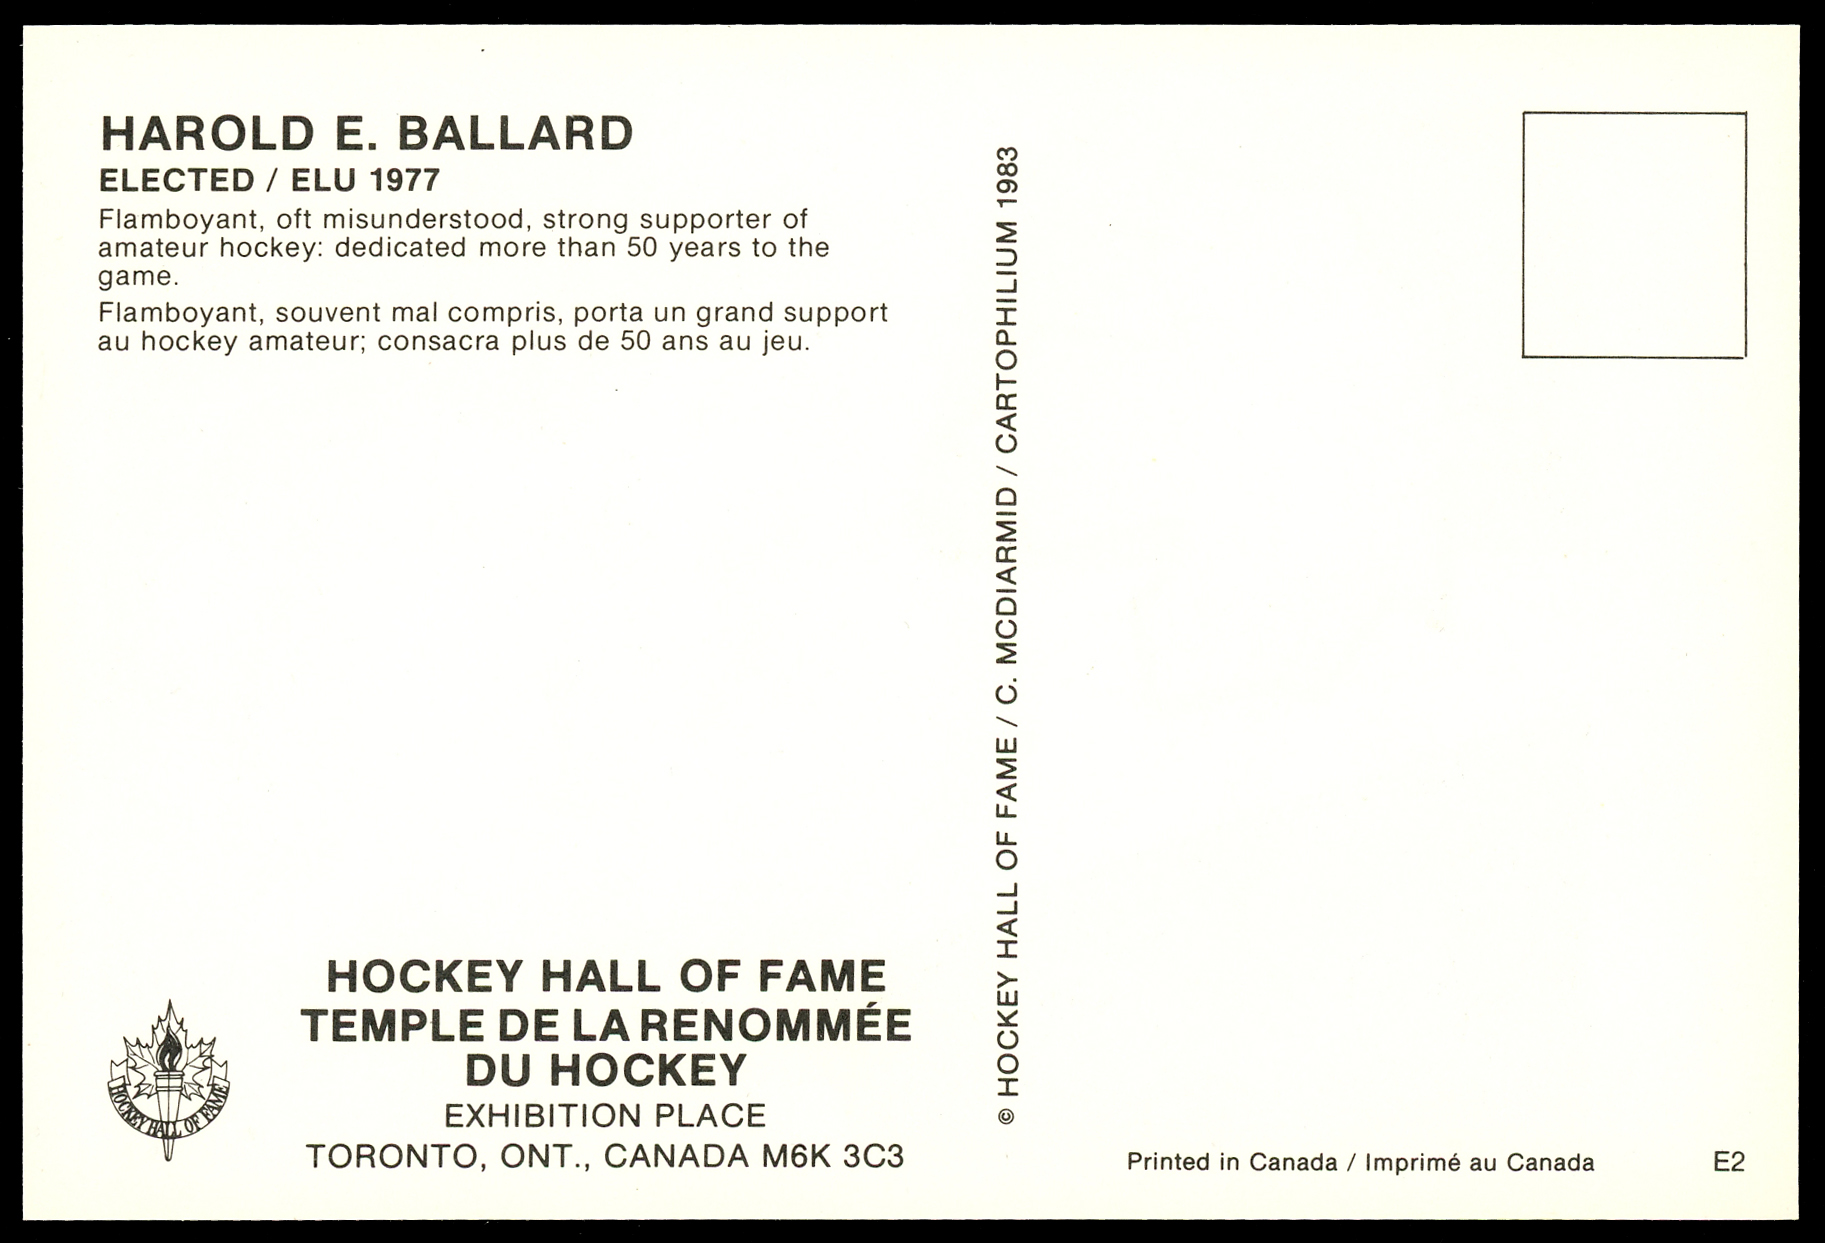 HAROLD E. BALLARD
ELECTED / ELU 1977
Flamboyant, oft misunderstood, strong supporter of
amateur hockey: dedicated more than 50 years to the
game.
Flamboyant, souvent mal compris, porta un grand support
au hockey amateur; consacra plus de 50 ans au jeu.
HOCKEY HALL OF FAME
HOCKEY HALL OF FAME
TEMPLE DE LA RENOMMÉE
DU HOCKEY
EXHIBITION PLACE
TORONTO, ONT., CANADA M6K 3C3
© HOCKEY HALL OF FAME / C. MCDIARMID / CARTOPHILIUM 1983
Printed in Canada / Imprimé au Canada
E2